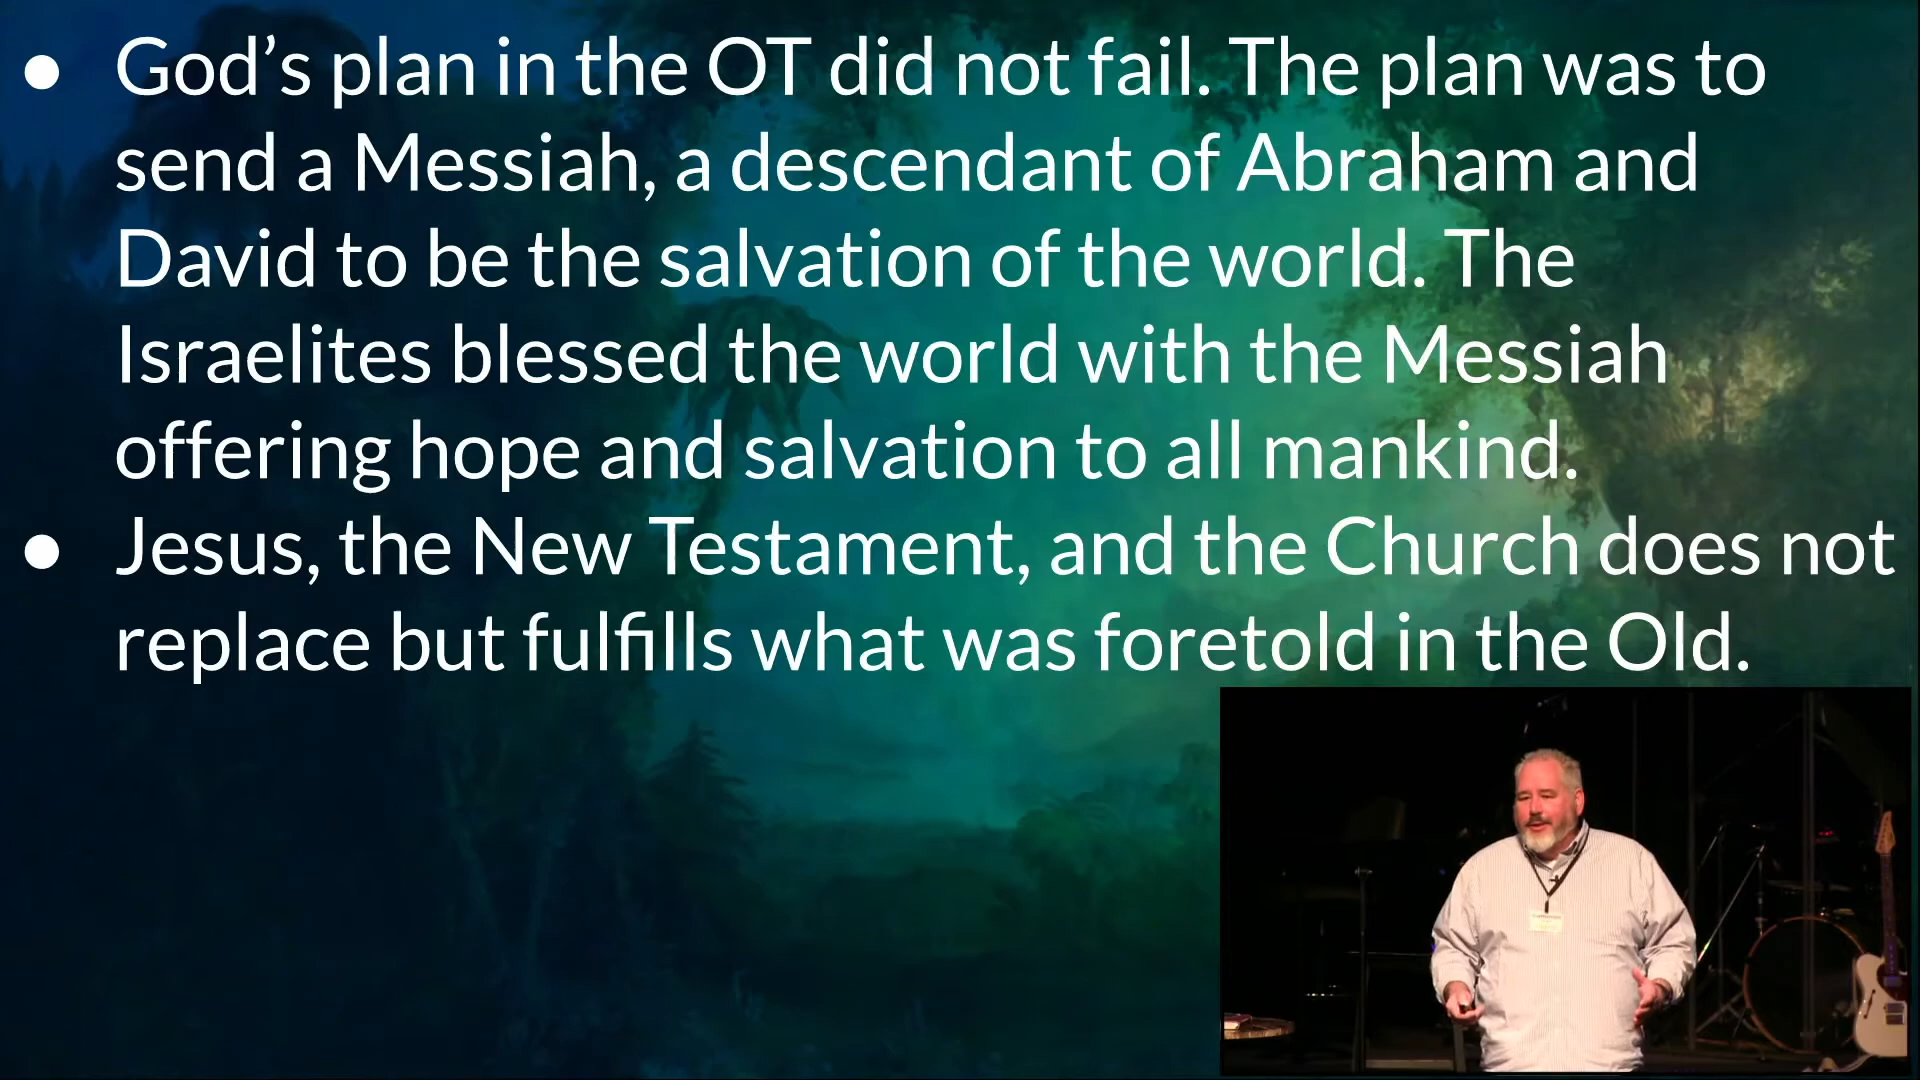 ● God’s plan in the OT did not fail. The plan was to
send a Messiah, a descendant of Abraham and
David to be the salvation of the world. The
Israelites blessed the world with the Messiah
offering hope and salvation to all mankind.
● Jesus, the New Testament, and the Church does not
replace but fulfills what was foretold in the Old.